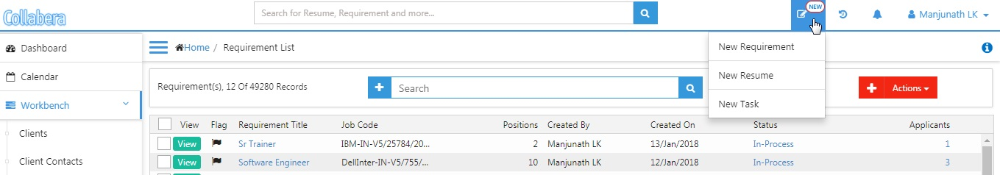 Collabera
Search for Resume, Requirement and more...
NEW
Manjunath LK
Dashboard
Home / Requirement List
New Requirement
Calendar
New Resume
Requirement(s), 12 Of 49280 Records
Search
Actions
Workbench
New Task
View Flag Requirement Title Job Code Positions Created By Created On Status Applicants
Clients
View Sr Trainer IBM-IN-V5/25784/20... 2 Manjunath LK 13/Jan/2018 In-Process 1
Client Contacts
View Software Engineer DellInter-IN-V5/755/... 10 Manjunath LK 12/Jan/2018 In-Process 3